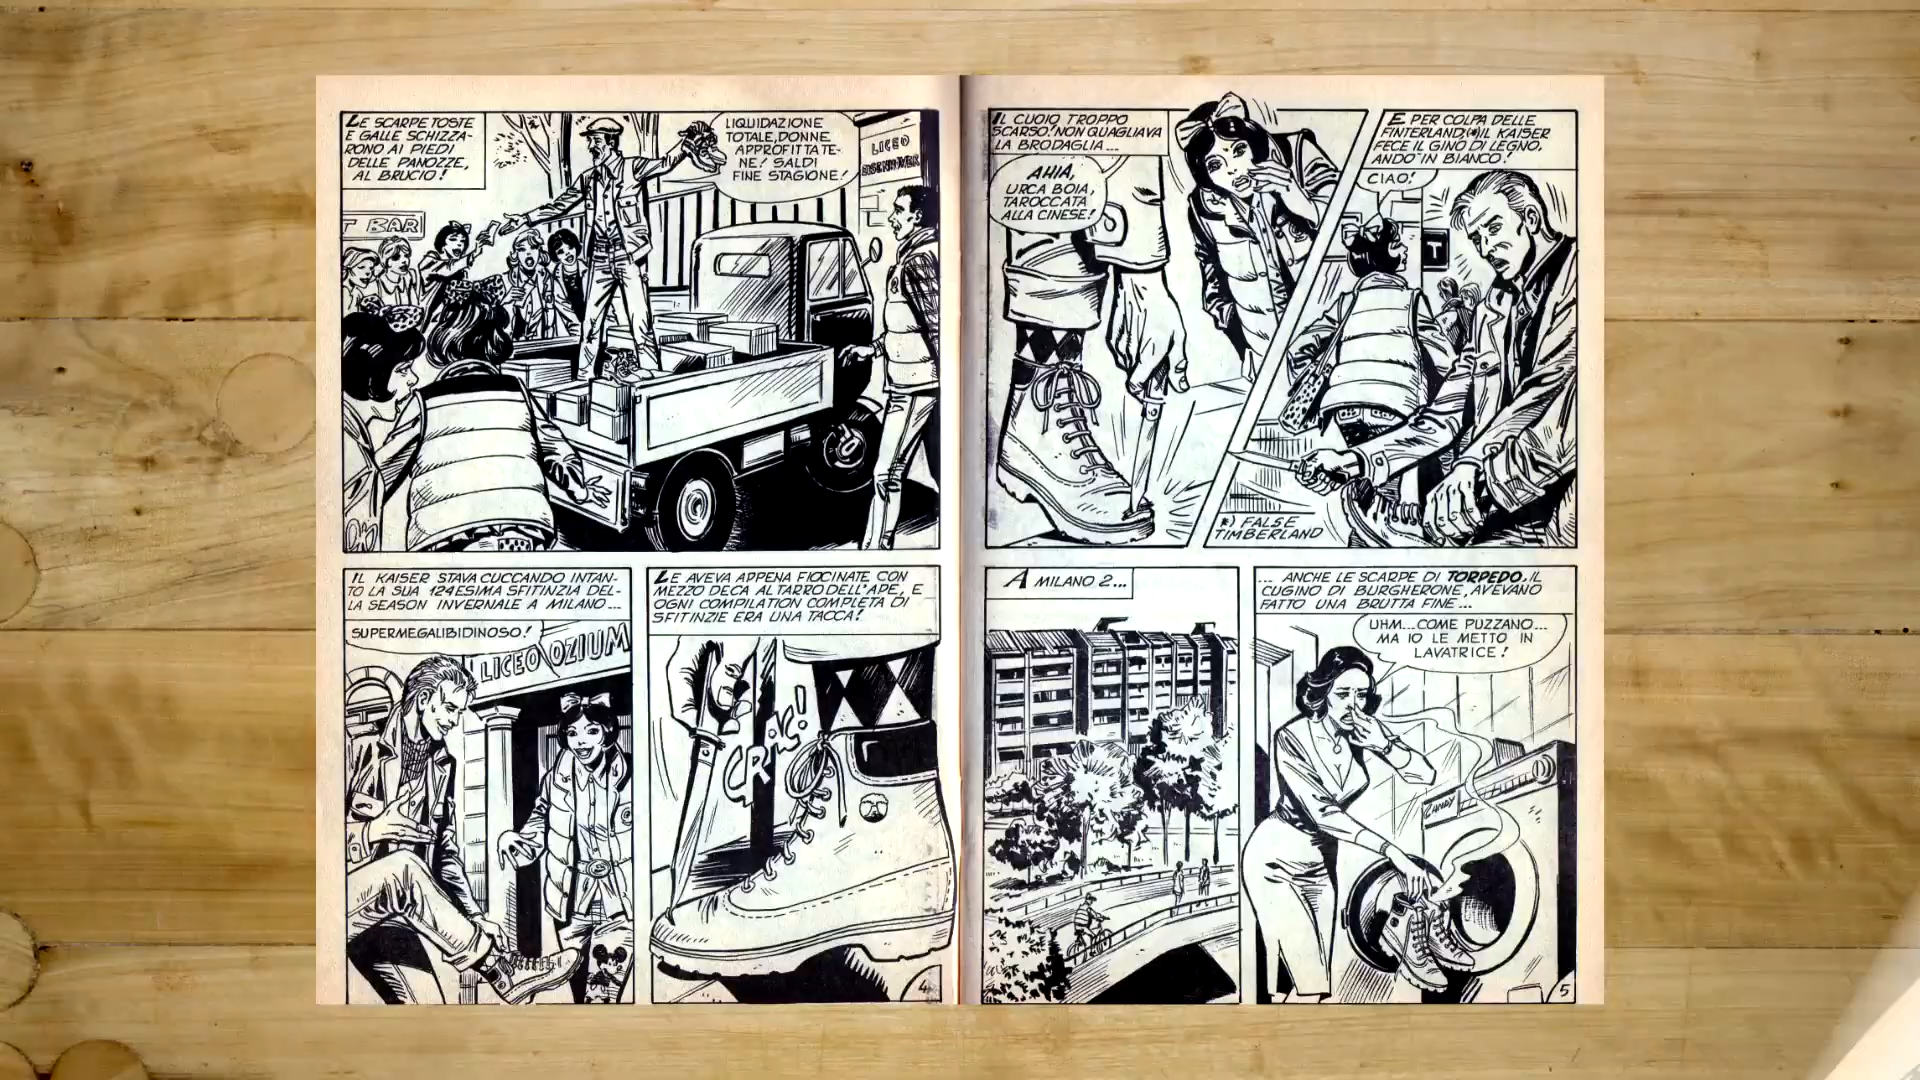 LE SCARPE TOSTE
E GALLE SCHIZZA-
RONO AI PIEDI
DELLE PANOZZE,
AL BRUCIO!
LIQUIDAZIONE
TOTALE, DONNE
APPROFITTATE-
NE! SALDI
FINE STAGIONE!
LICEO
T BAR
IL KAISER STAVA CUCCANDO INTAN-
TO LA SUA 124ESIMA SFITINZIA DEL-
LA SEASON INVERNALE A MILANO...
SUPERMEGALIBIDINOSO!
LICEO OZIUM
LE AVEVA APPENA FIOCINATE CON
MEZZO DECA AL TARRO DELL'APE, E
OGNI COMPILATION COMPLETA DI
SFITINZIE ERA UNA TACCA!
CRAC!
4
IL CUOIO TROPPO
SCARSO! NON QUAGLIAVA
LA BRODAGLIA...
AHIA,
URCA BOIA,
TAROCCATA
ALLA CINESE!
E PER COLPA DELLE
FINTERLAND(*) IL KAISER
FECE IL GINO DI LEGNO,
ANDO' IN BIANCO!
CIAO!
T
*) FALSE
TIMBERLAND
A MILANO 2...
... ANCHE LE SCARPE DI TORPEDO, IL
CUGINO DI BURGHERONE, AVEVANO
FATTO UNA BRUTTA FINE...
UHM... COME PUZZANO...
MA IO LE METTO IN
LAVATRICE!
CANDY
5